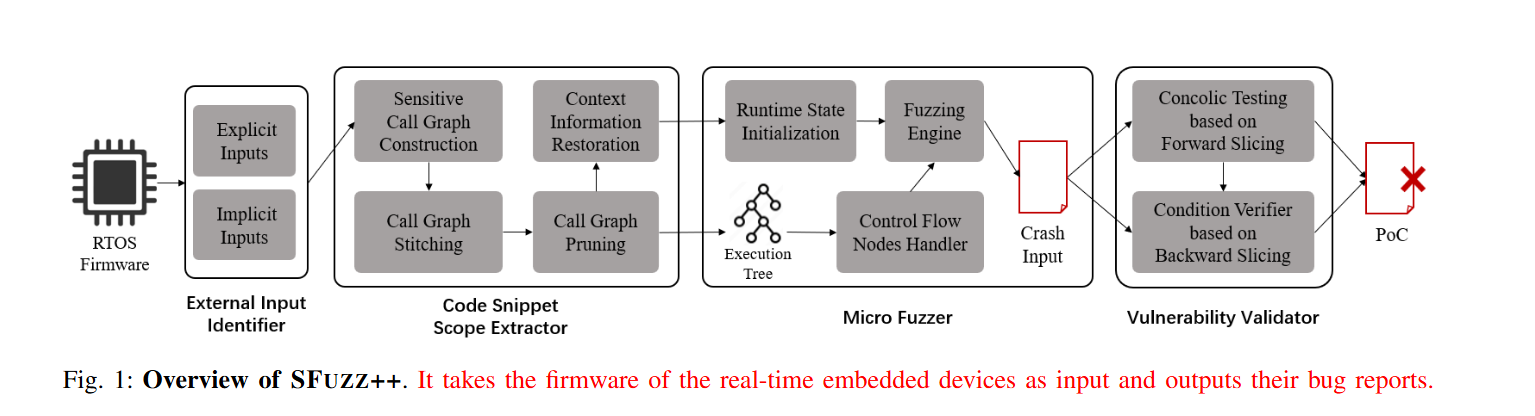 RTOS
Firmware
Explicit
Inputs
Implicit
Inputs
External Input
Identifier
Sensitive
Call Graph
Construction
Context
Information
Restoration
Call Graph
Stitching
Call Graph
Pruning
Code Snippet
Scope Extractor
Runtime State
Initialization
Fuzzing
Engine
Execution
Tree
Control Flow
Nodes Handler
Crash
Input
Micro Fuzzer
Concolic Testing
based on
Forward Slicing
Condition Verifier
based on
Backward Slicing
Vulnerability Validator
PoC
Fig. 1: Overview of SFUZZ++. It takes the firmware of the real-time embedded devices as input and outputs their bug reports.